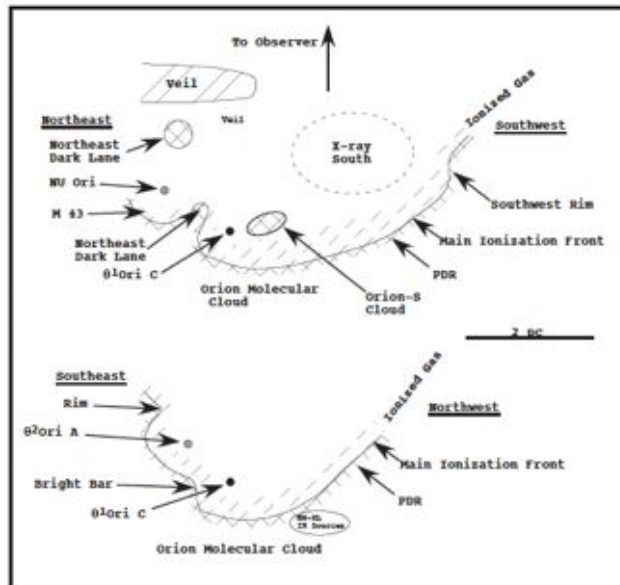 To Observer
Veil
Veil
Ionized Gas
Northeast
Southwest
Northeast
Dark Lane
X-ray
South
NU Ori
Southwest Rim
M 43
Northeast
Dark Lane
Main Ionization Front
θ¹Ori C
PDR
Orion Molecular
Cloud
Orion-S
Cloud
2 pc
Southeast
Ionized Gas
Rim
Northwest
θ²Ori A
Main Ionization Front
Bright Bar
PDR
θ¹Ori C
IR Sources
Orion Molecular Cloud